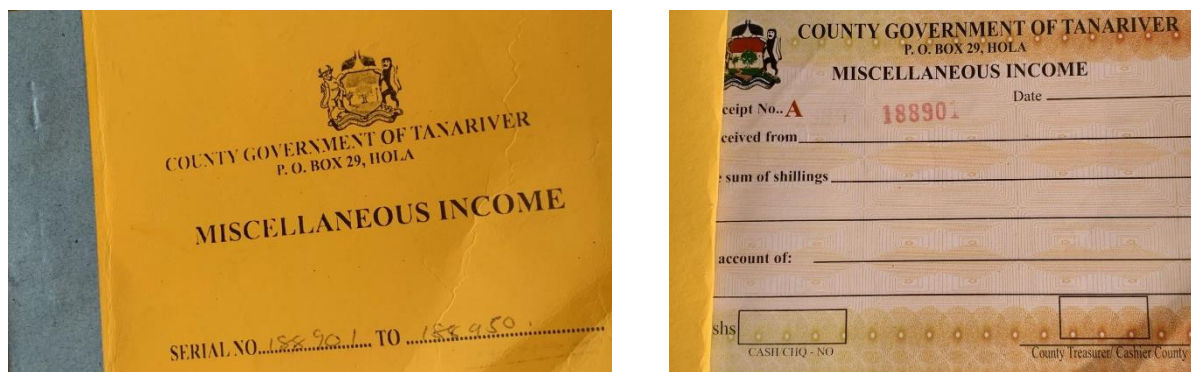 COUNTY GOVERNMENT OF TANARIVER
P. O. BOX 29, HOLA
MISCELLANEOUS INCOME
SERIAL NO. 188901 TO 188950
COUNTY GOVERNMENT OF TANARIVER
P. O. BOX 29, HOLA
MISCELLANEOUS INCOME
Date
ceipt No.. A 188901
ceived from
sum of shillings
account of:
shs
CASH/CHQ - NO
County Treasurer/ Cashier/County